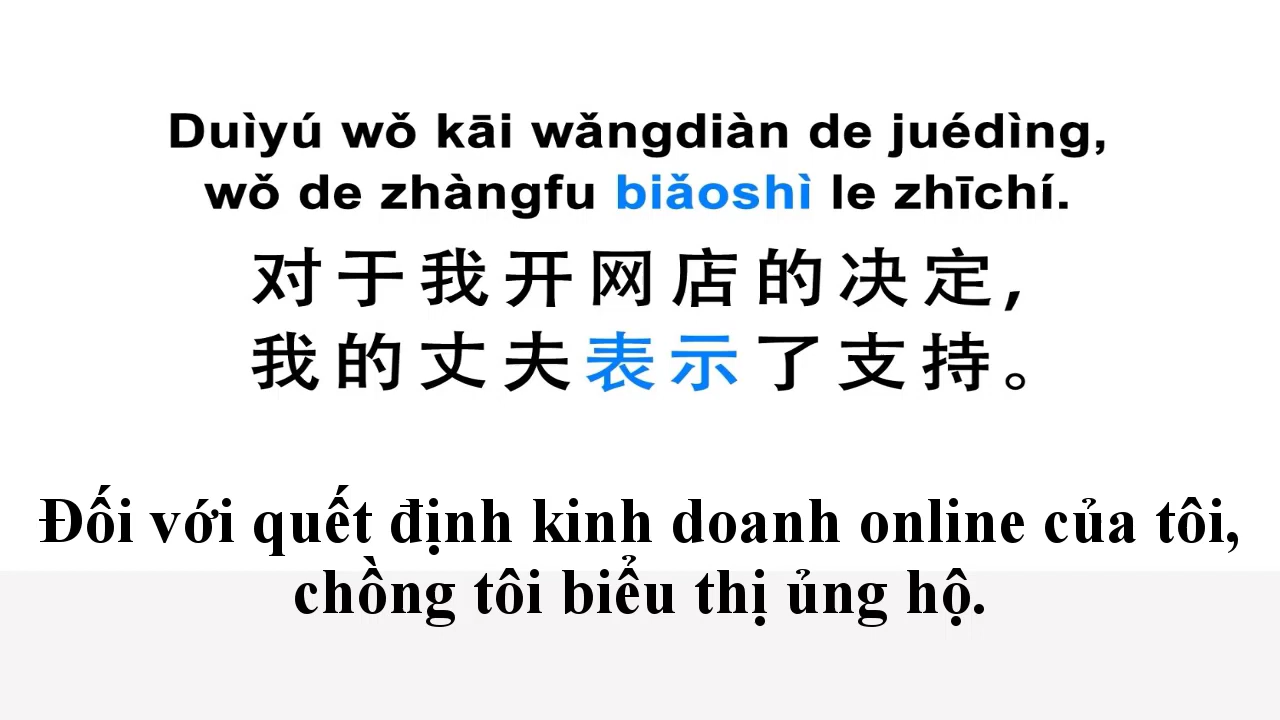 Duìyú wǒ kāi wǎngdiàn de juédìng,
wǒ de zhàngfu biǎoshì le zhīchí.
对于我开网店的决定,
我的丈夫表示了支持。
Đối với quết định kinh doanh online của tôi,
chồng tôi biểu thị ủng hộ.